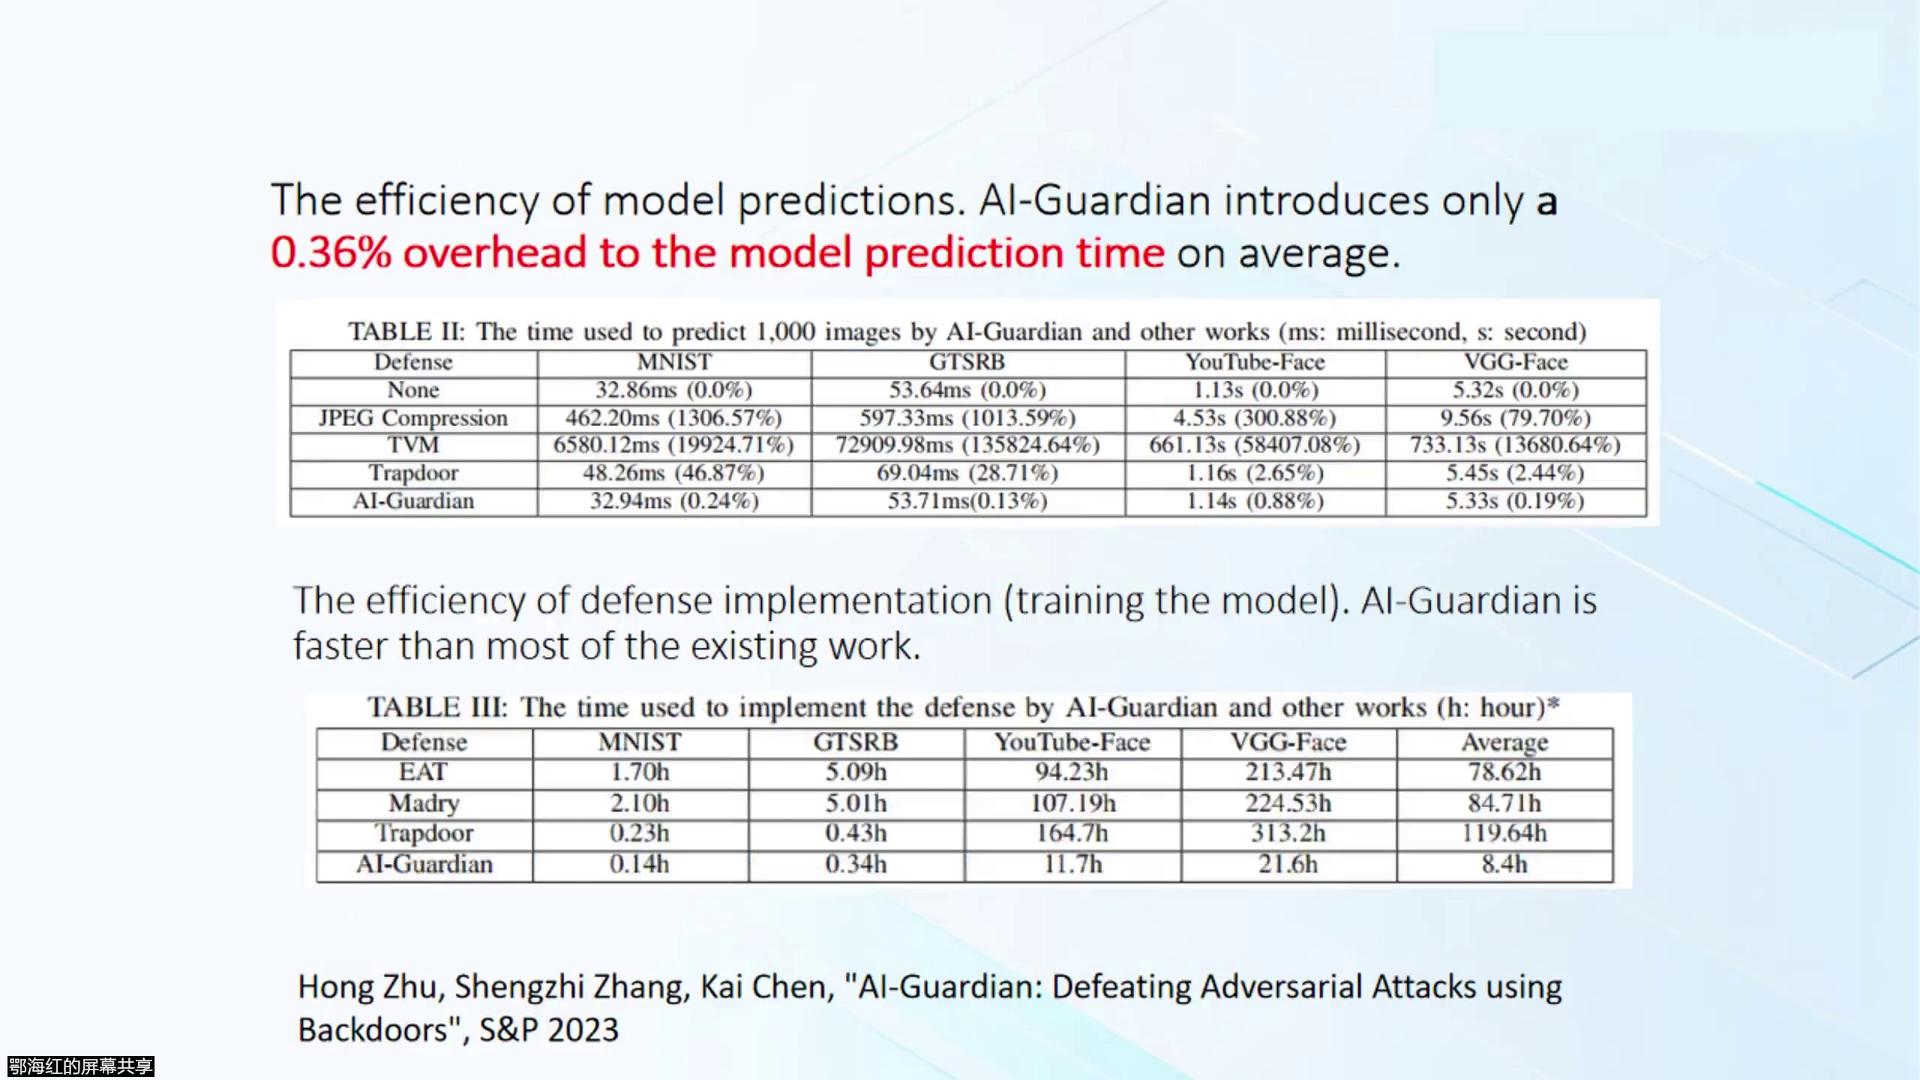 The efficiency of model predictions. AI-Guardian introduces only a
0.36% overhead to the model prediction time on average.
TABLE II: The time used to predict 1,000 images by AI-Guardian and other works (ms: millisecond, s: second)
Defense MNIST GTSRB YouTube-Face VGG-Face
None 32.86ms (0.0%) 53.64ms (0.0%) 1.13s (0.0%) 5.32s (0.0%)
JPEG Compression 462.20ms (1306.57%) 597.33ms (1013.59%) 4.53s (300.88%) 9.56s (79.70%)
TVM 6580.12ms (19924.71%) 72909.98ms (135824.64%) 661.13s (58407.08%) 733.13s (13680.64%)
Trapdoor 48.26ms (46.87%) 69.04ms (28.71%) 1.16s (2.65%) 5.45s (2.44%)
AI-Guardian 32.94ms (0.24%) 53.71ms(0.13%) 1.14s (0.88%) 5.33s (0.19%)
The efficiency of defense implementation (training the model). AI-Guardian is
faster than most of the existing work.
TABLE III: The time used to implement the defense by AI-Guardian and other works (h: hour)*
Defense MNIST GTSRB YouTube-Face VGG-Face Average
EAT 1.70h 5.09h 94.23h 213.47h 78.62h
Madry 2.10h 5.01h 107.19h 224.53h 84.71h
Trapdoor 0.23h 0.43h 164.7h 313.2h 119.64h
AI-Guardian 0.14h 0.34h 11.7h 21.6h 8.4h
Hong Zhu, Shengzhi Zhang, Kai Chen, "AI-Guardian: Defeating Adversarial Attacks using
Backdoors", S&P 2023
鄂海红的屏幕共享